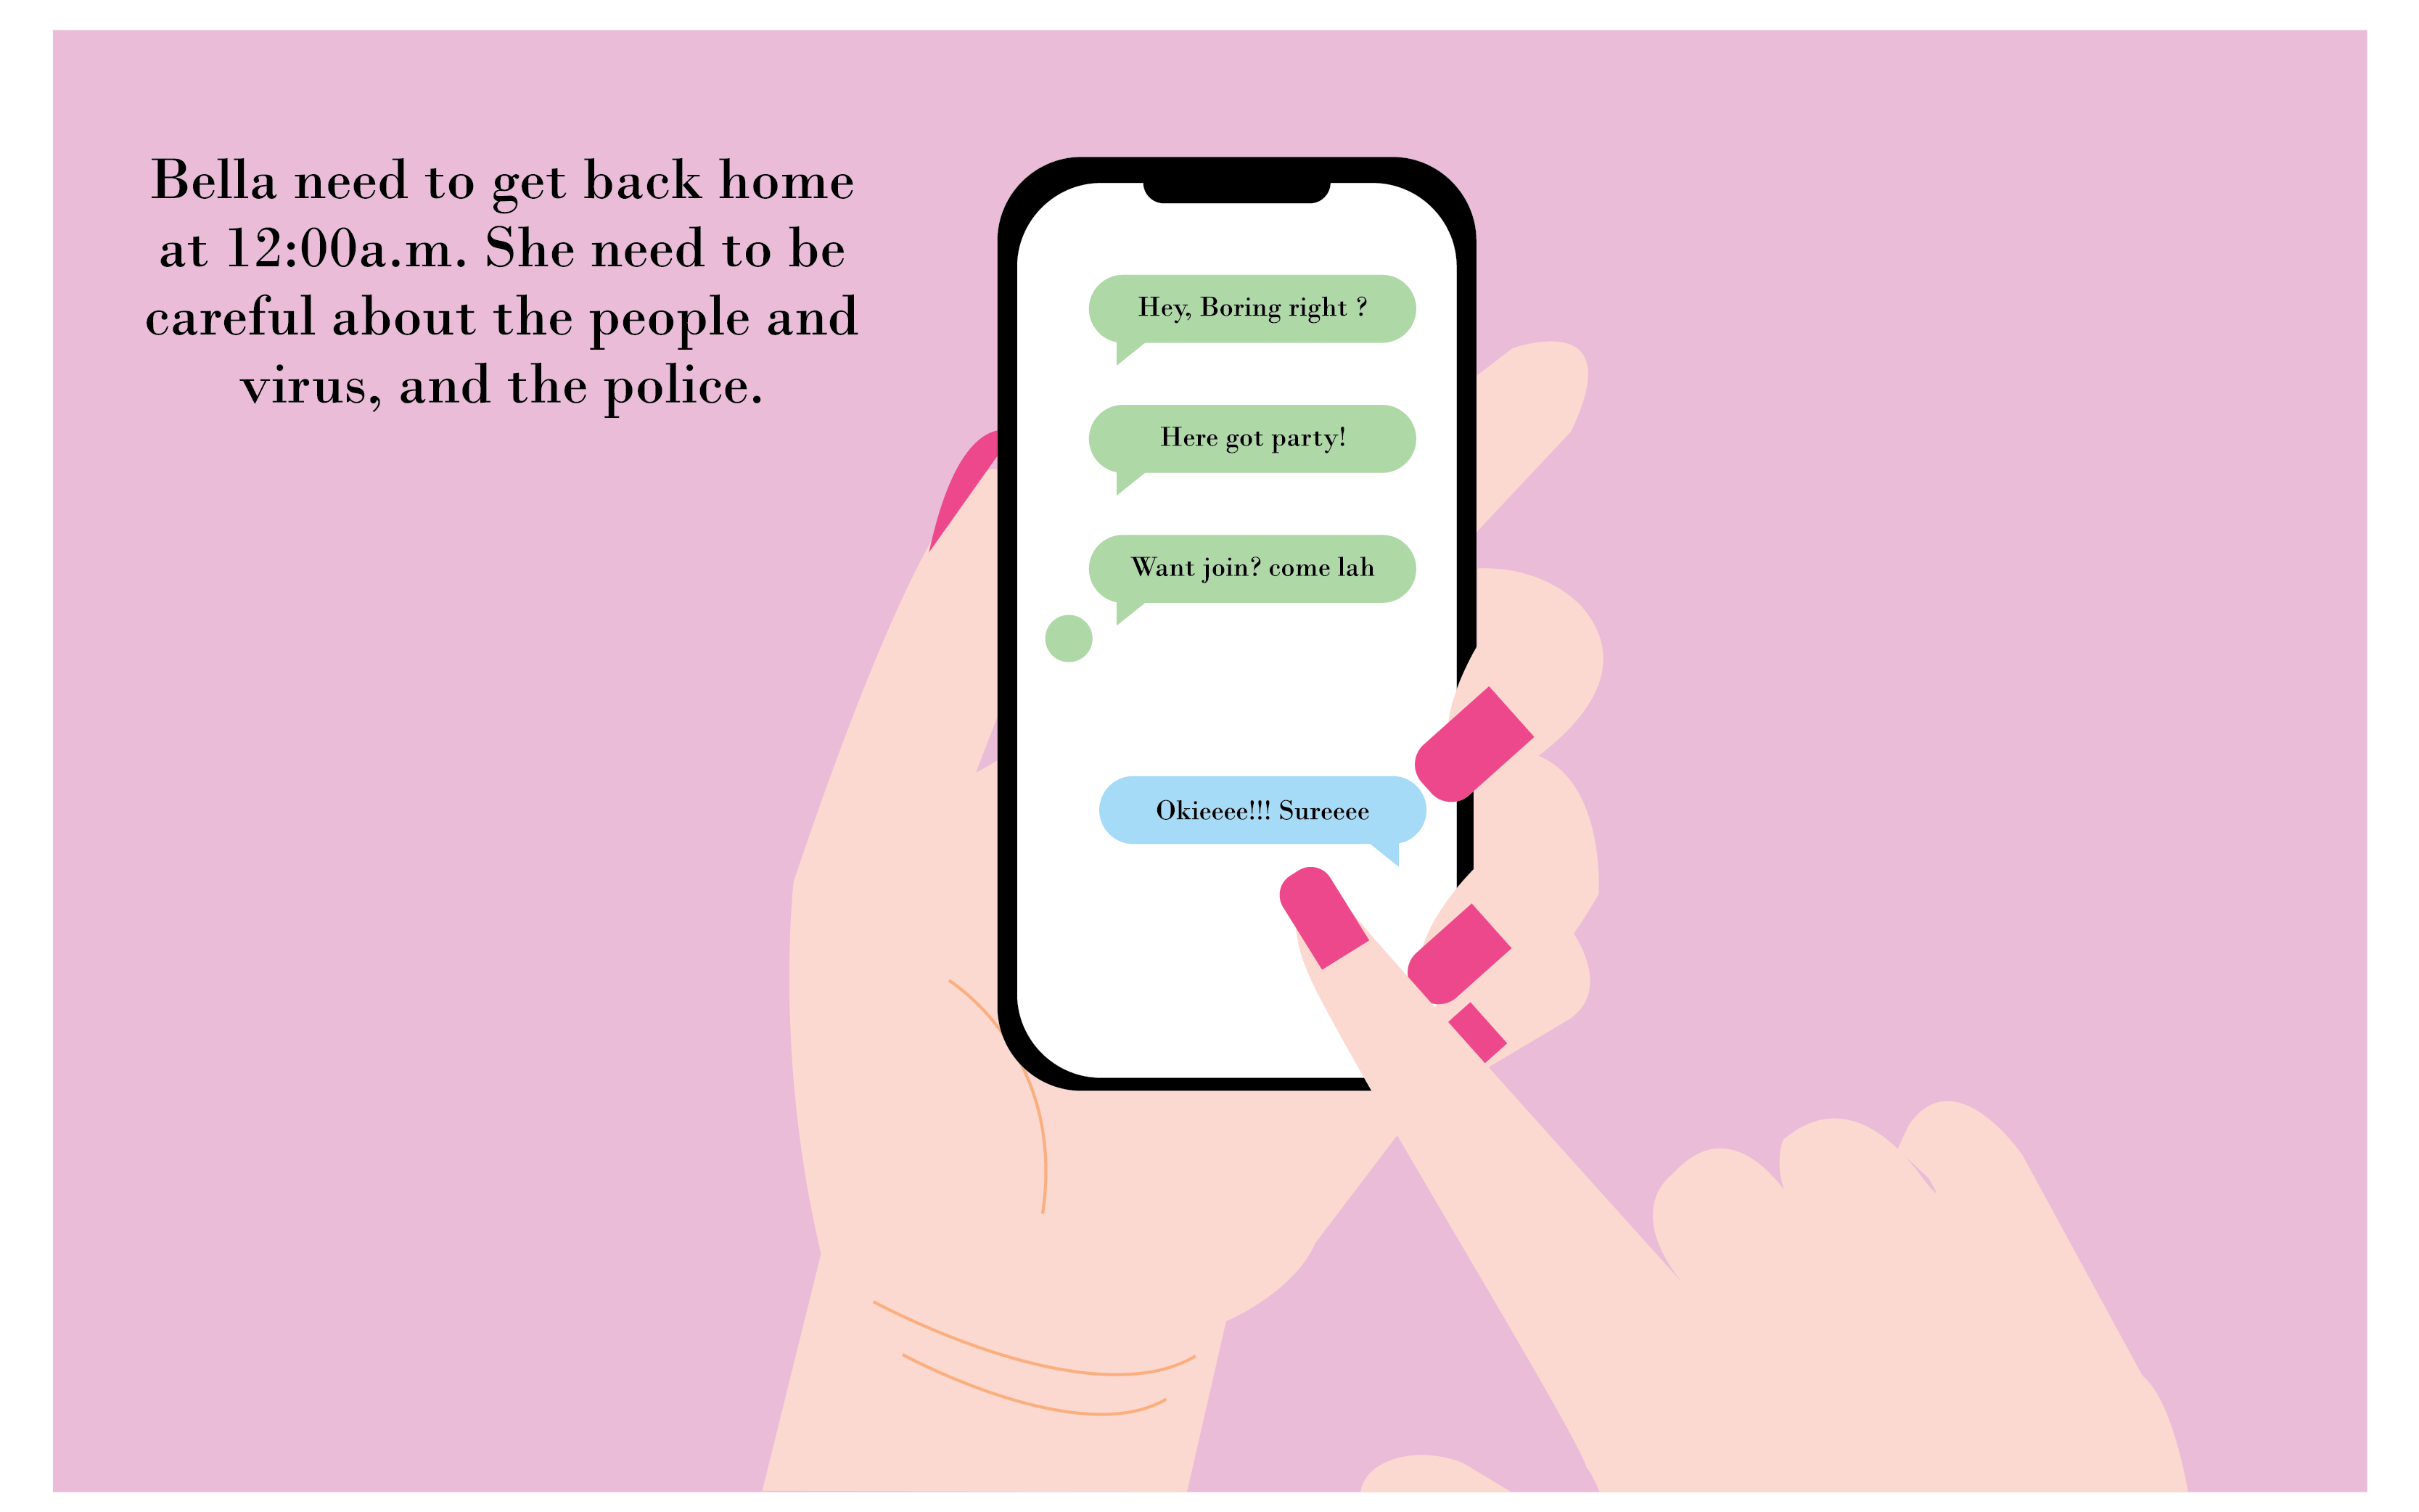 Bella need to get back home
at 12:00a.m. She need to be
careful about the people and
virus, and the police.
Hey, Boring right ?
Here got party!
Want join? come lah
Okieeee!!! Sureeee